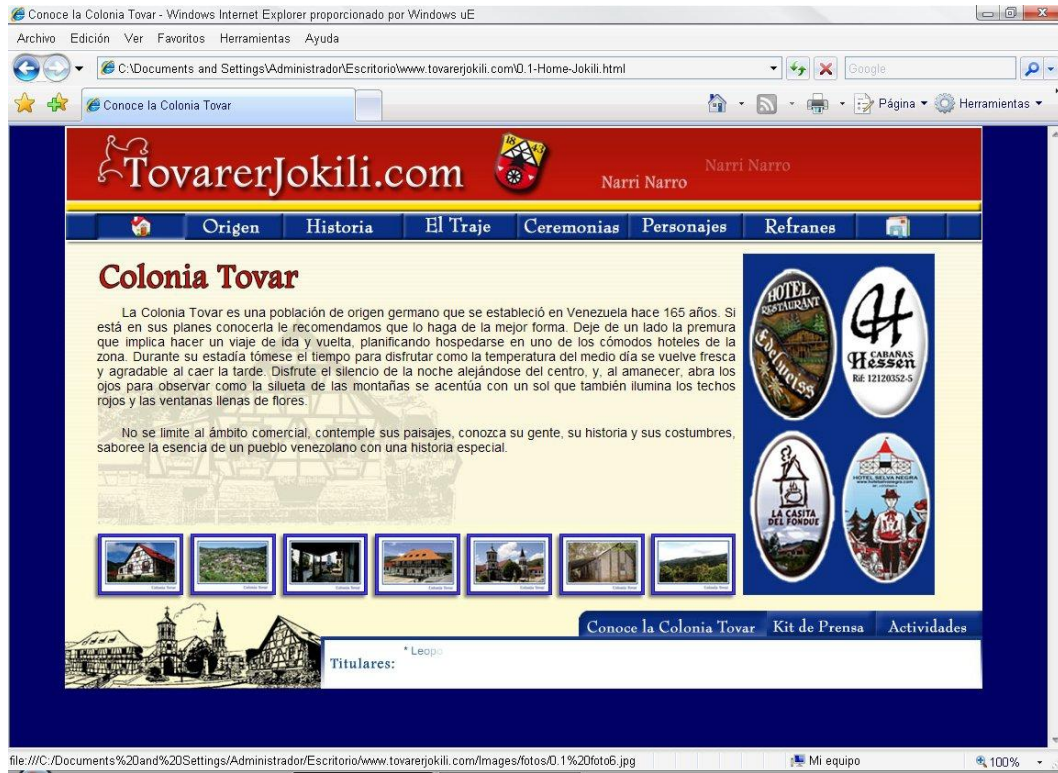 Conoce la Colonia Tovar - Windows Internet Explorer proporcionado por Windows uE
Archivo Edición Ver Favoritos Herramientas Ayuda
C:\Documents and Settings\Administrador\Escritorio\www.tovarerjokili.com\0.1-Home-Jokili.html
Google
Conoce la Colonia Tovar
Página
Herramientas
TovarerJokili.com
1843
Narri Narro
Narri Narro
Origen Historia El Traje Ceremonias Personajes Refranes
Colonia Tovar
La Colonia Tovar es una población de origen germano que se estableció en Venezuela hace 165 años. Si
está en sus planes conocerla le recomendamos que lo haga de la mejor forma. Deje de un lado la premura
que implica hacer un viaje de ida y vuelta, planificando hospedarse en uno de los cómodos hoteles de la
zona. Durante su estadía tómese el tiempo para disfrutar como la temperatura del medio día se vuelve fresca
y agradable al caer la tarde. Disfrute el silencio de la noche alejándose del centro, y, al amanecer, abra los
ojos para observar como la silueta de las montañas se acentúa con un sol que también ilumina los techos
rojos y las ventanas llenas de flores.
No se limite al ámbito comercial, contemple sus paisajes, conozca su gente, su historia y sus costumbres,
saboree la esencia de un pueblo venezolano con una historia especial.
HOTEL
RESTAURANT
Edelweiss
H
CABAÑAS
Hessen
Rif: 12120352-5
LA CASITA
DEL FONDUE
HOTEL SELVA NEGRA
Conoce la Colonia Tovar Kit de Prensa Actividades
Titulares:
* Leopo
file:///C:/Documents%20and%20Settings/Administrador/Escritorio/www.tovarerjokili.com/Images/fotos/0.1%20foto6.jpg
Mi equipo
100%